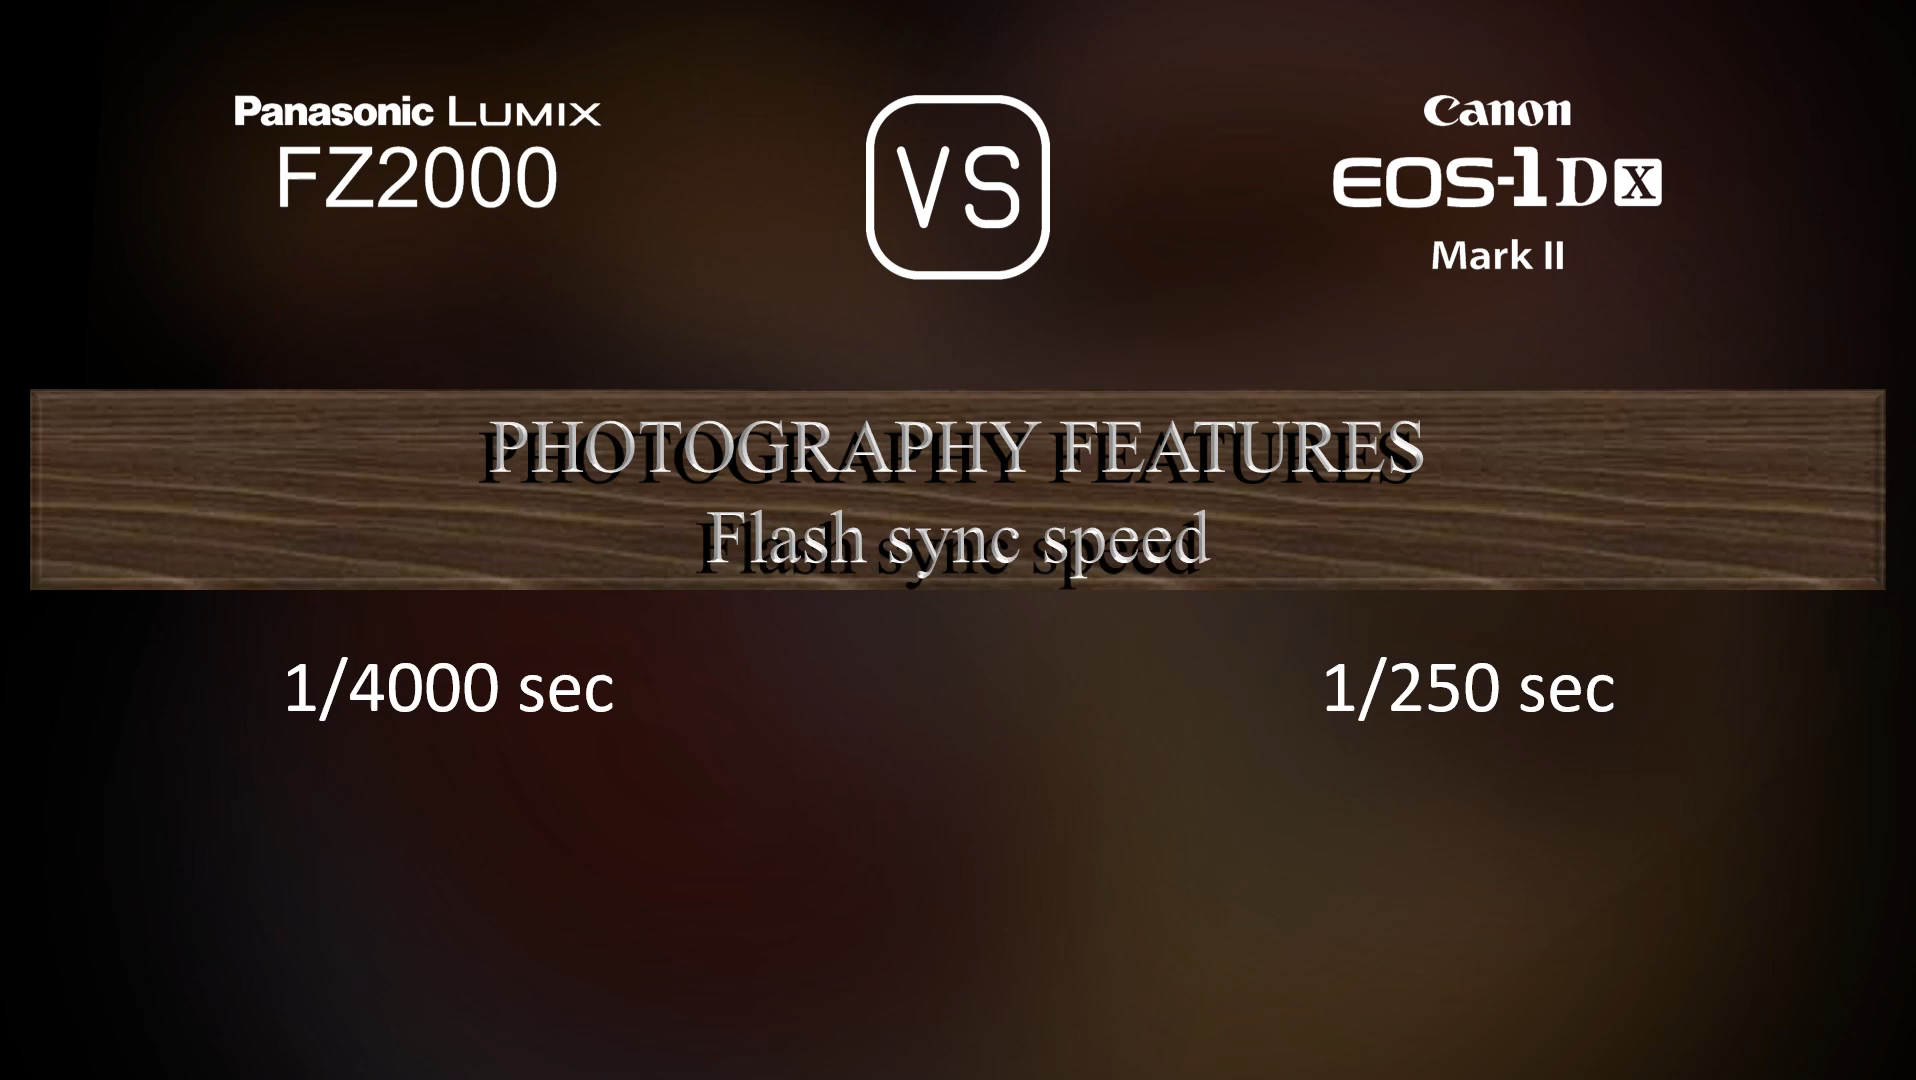 Panasonic LUMIX
FZ2000
VS
Canon
EOS-1DX
Mark II
PHOTOGRAPHY FEATURES
Flash sync speed
1/4000 sec
1/250 sec